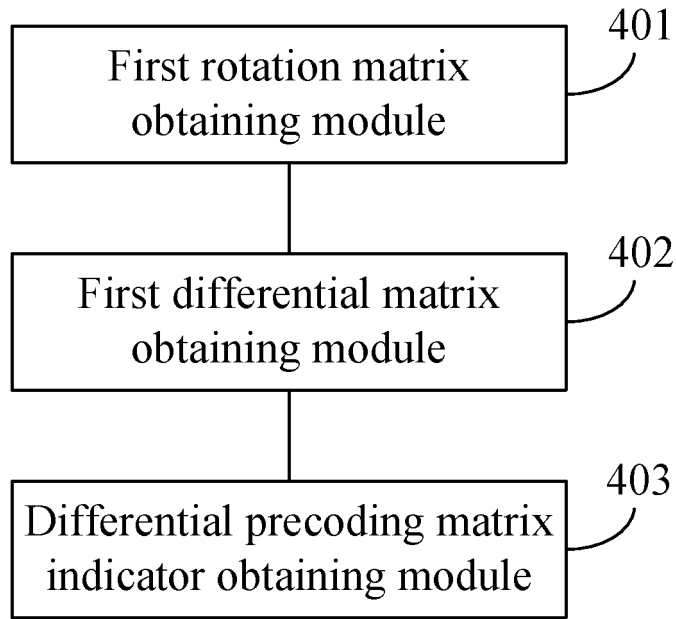 401
First rotation matrix
obtaining module
402
First differential matrix
obtaining module
403
Differential precoding matrix
indicator obtaining module